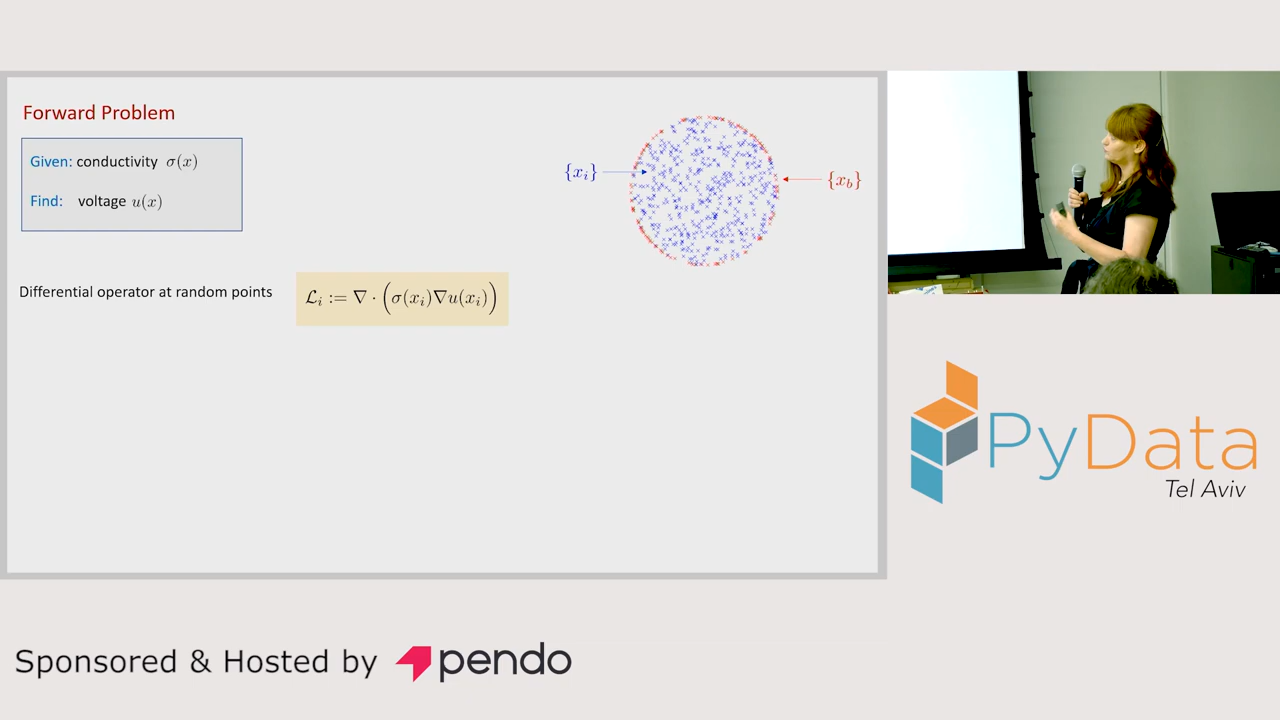 Forward Problem
Given: conductivity σ(x)
Find: voltage u(x)
{x_i}
{x_b}
Differential operator at random points
ℒ_i := ∇ · (σ(x_i)∇u(x_i))
PyData
Tel Aviv
Sponsored & Hosted by pendo